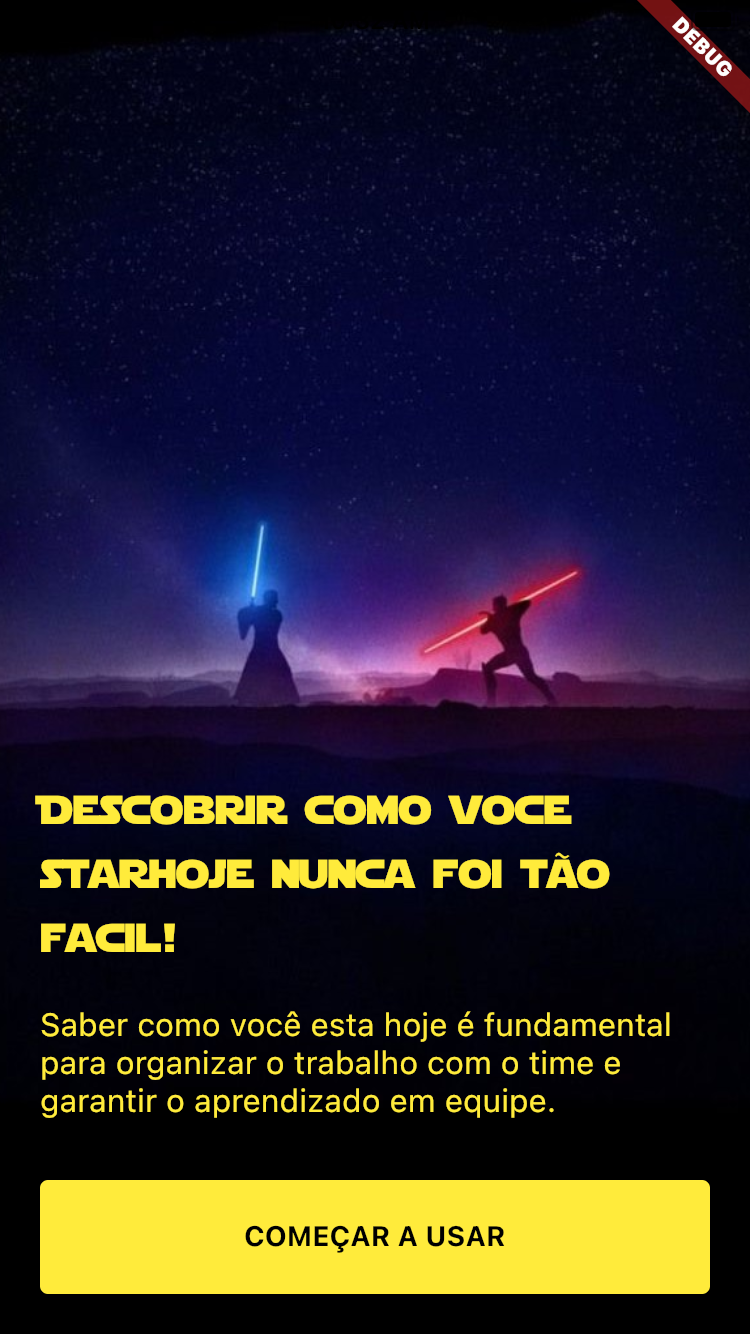 DEBUG
DESCOBRIR COMO VOCE
STARHOJE NUNCA FOI TÃO
FACIL!
Saber como você esta hoje é fundamental
para organizar o trabalho com o time e
garantir o aprendizado em equipe.
COMEÇAR A USAR